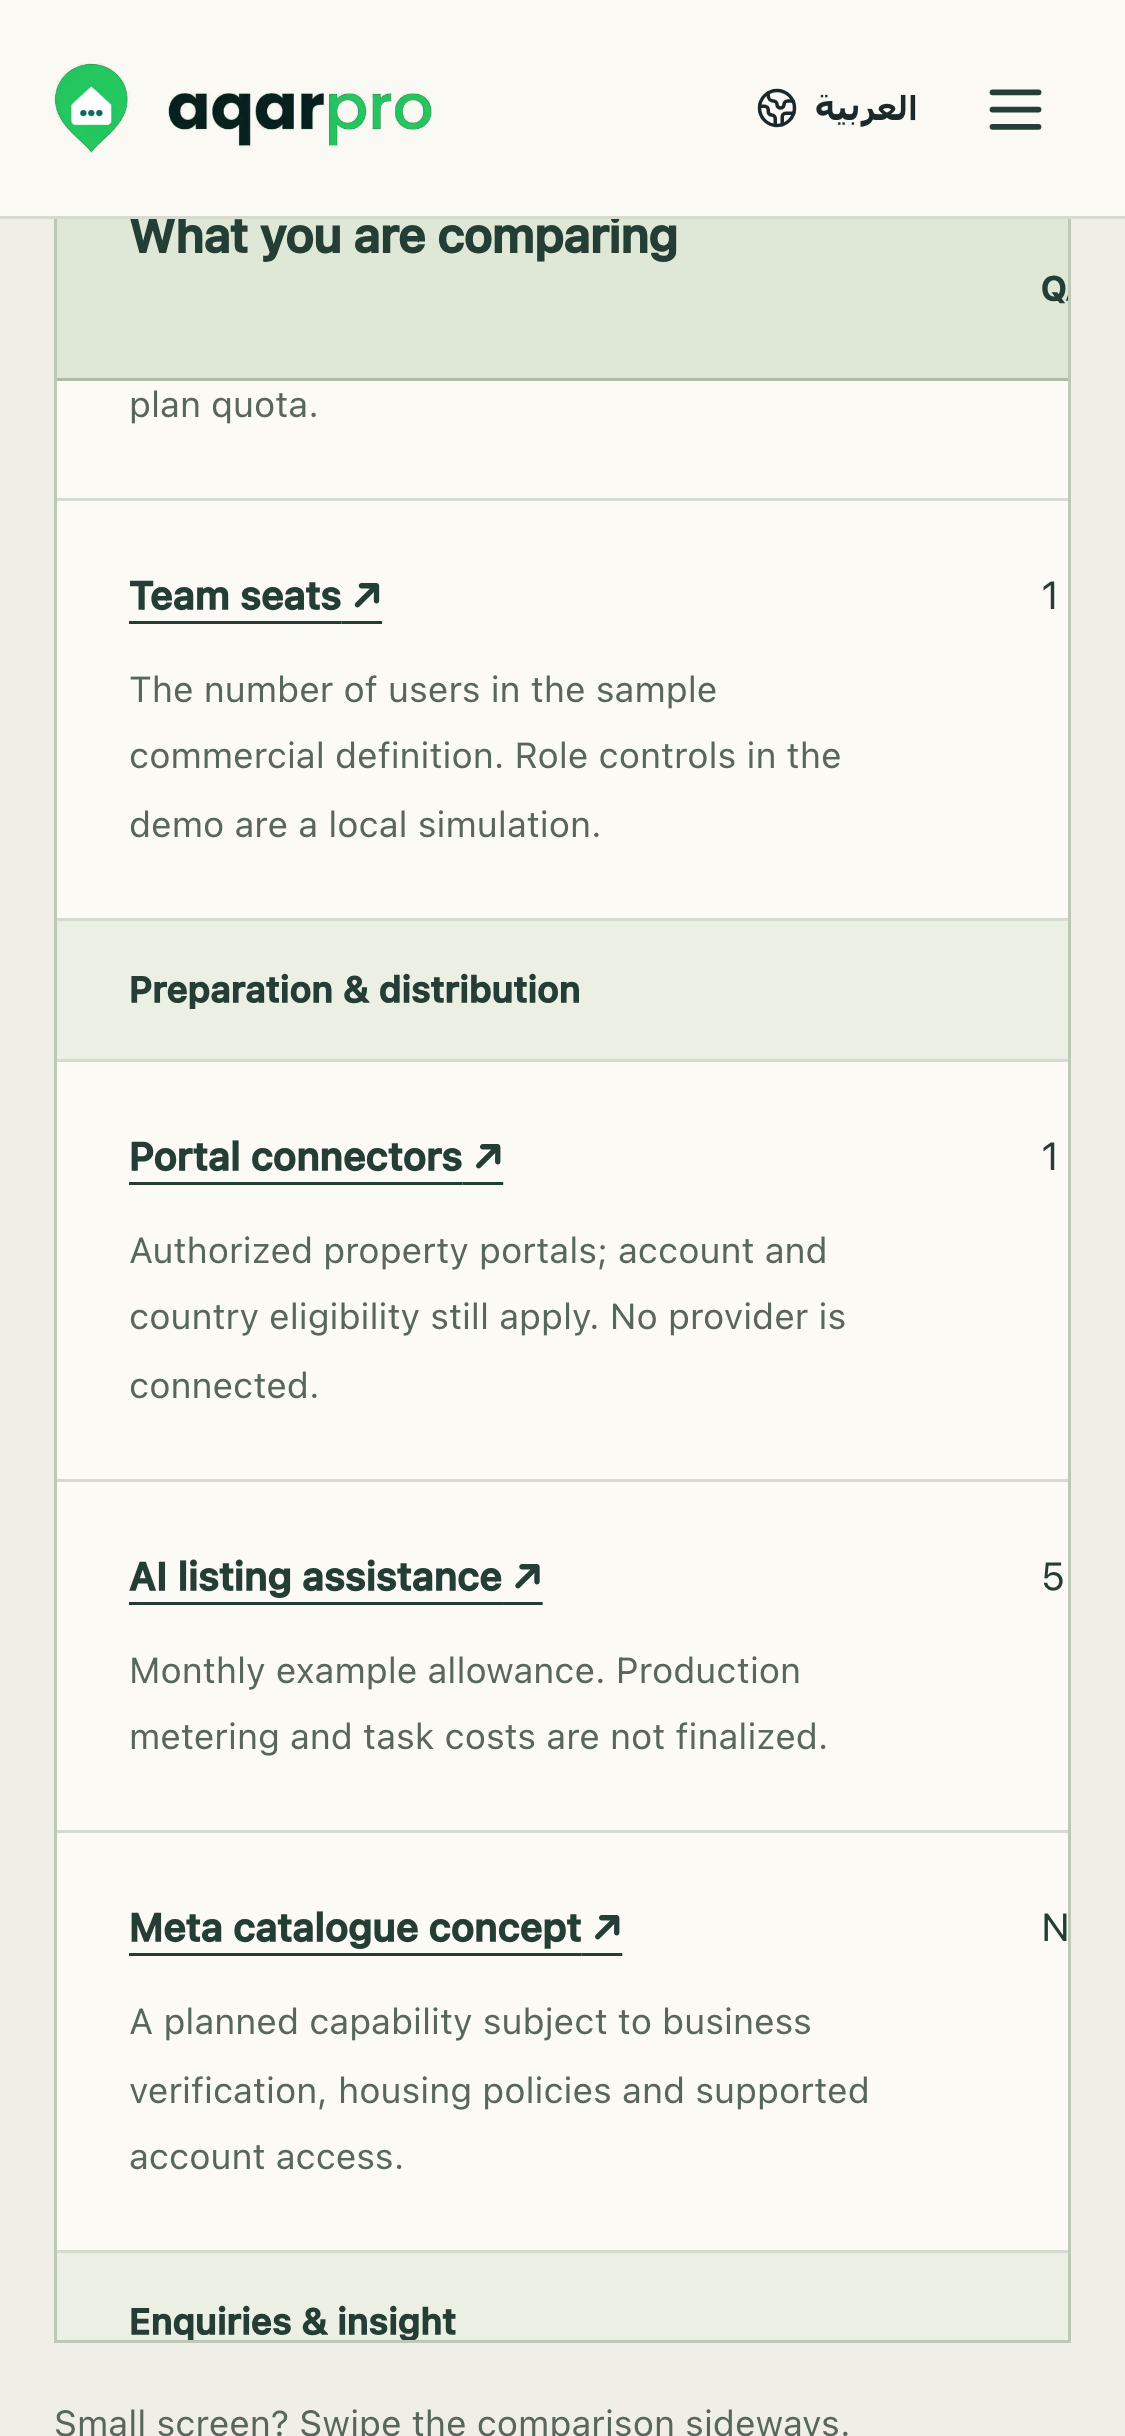 aqarpro
العربية
What you are comparing
plan quota.
Team seats ↗ 1
The number of users in the sample
commercial definition. Role controls in the
demo are a local simulation.
Preparation & distribution
Portal connectors ↗ 1
Authorized property portals; account and
country eligibility still apply. No provider is
connected.
AI listing assistance ↗ 5
Monthly example allowance. Production
metering and task costs are not finalized.
Meta catalogue concept ↗
A planned capability subject to business
verification, housing policies and supported
account access.
Enquiries & insight
Small screen? Swipe the comparison sideways.